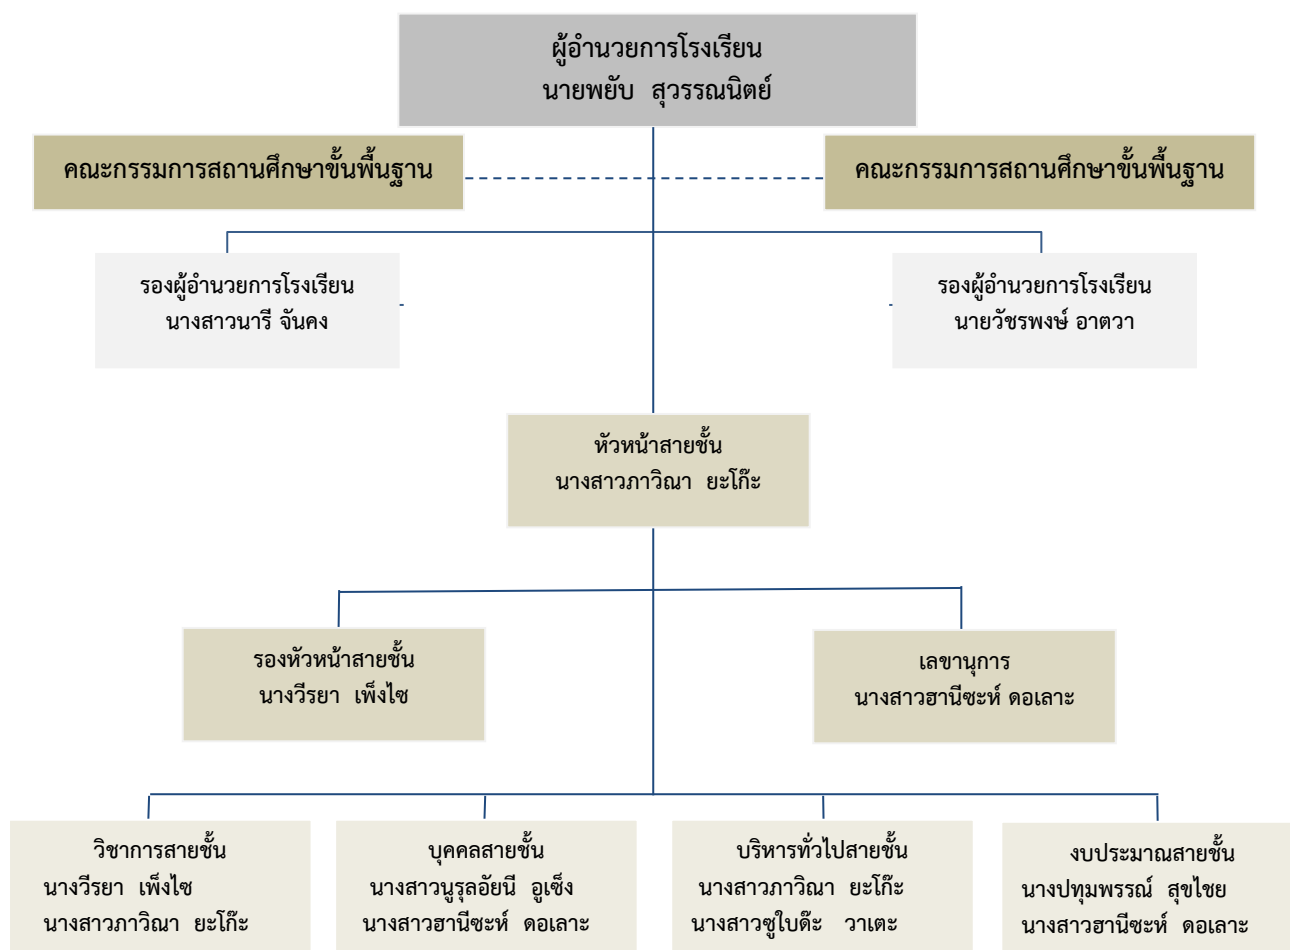 ผู้อำนวยการโรงเรียน
นายพยับ สุวรรณนิตย์
คณะกรรมการสถานศึกษาขั้นพื้นฐาน
คณะกรรมการสถานศึกษาขั้นพื้นฐาน
รองผู้อำนวยการโรงเรียน
นางสาวนารี จันคง
รองผู้อำนวยการโรงเรียน
นายวัชรพงษ์ อาตวา
หัวหน้าสายชั้น
นางสาวภาวิณา ยะโก๊ะ
รองหัวหน้าสายชั้น
นางวีรยา เพ็งไซ
เลขานุการ
นางสาวฮานีซะห์ ดอเลาะ
วิชาการสายชั้น
นางวีรยา เพ็งไซ
นางสาวภาวิณา ยะโก๊ะ
บุคคลสายชั้น
นางสาวนูรุลอัยนี อูเซ็ง
นางสาวฮานีซะห์ ดอเลาะ
บริหารทั่วไปสายชั้น
นางสาวภาวิณา ยะโก๊ะ
นางสาวซูใบด๊ะ วาเตะ
งบประมาณสายชั้น
นางปทุมพรรณ์ สุขไชย
นางสาวฮานีซะห์ ดอเลาะ